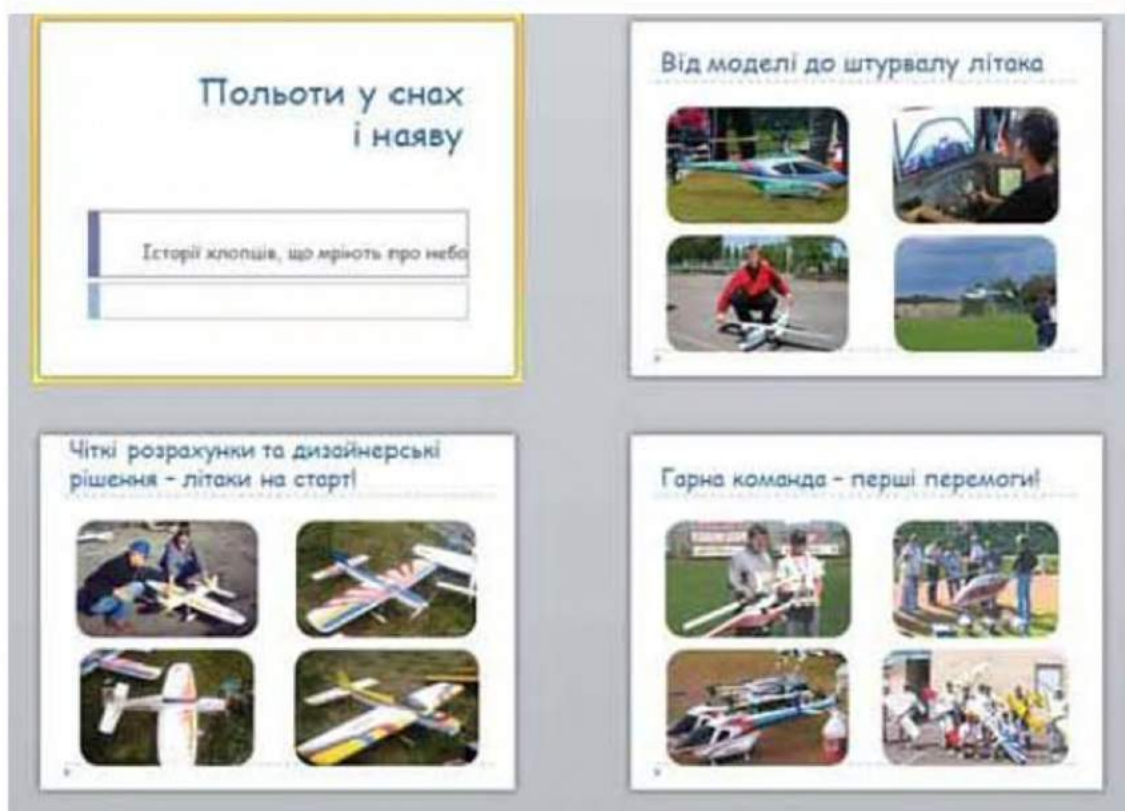 Польоти у снах
і наяву
Історії хлопців, що мріють про небо
Від моделі до штурвалу літака
Чіткі розрахунки та дизайнерські
рішення – літаки на старт!
Гарна команда – перші перемоги!